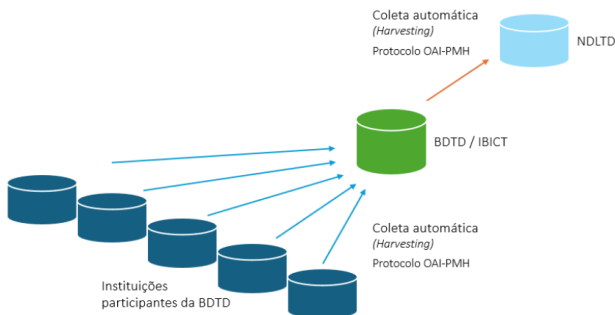 Coleta automática
(Harvesting)
Protocolo OAI-PMH
NDLTD
BDTD / IBICT
Coleta automática
(Harvesting)
Protocolo OAI-PMH
Instituições
participantes da BDTD